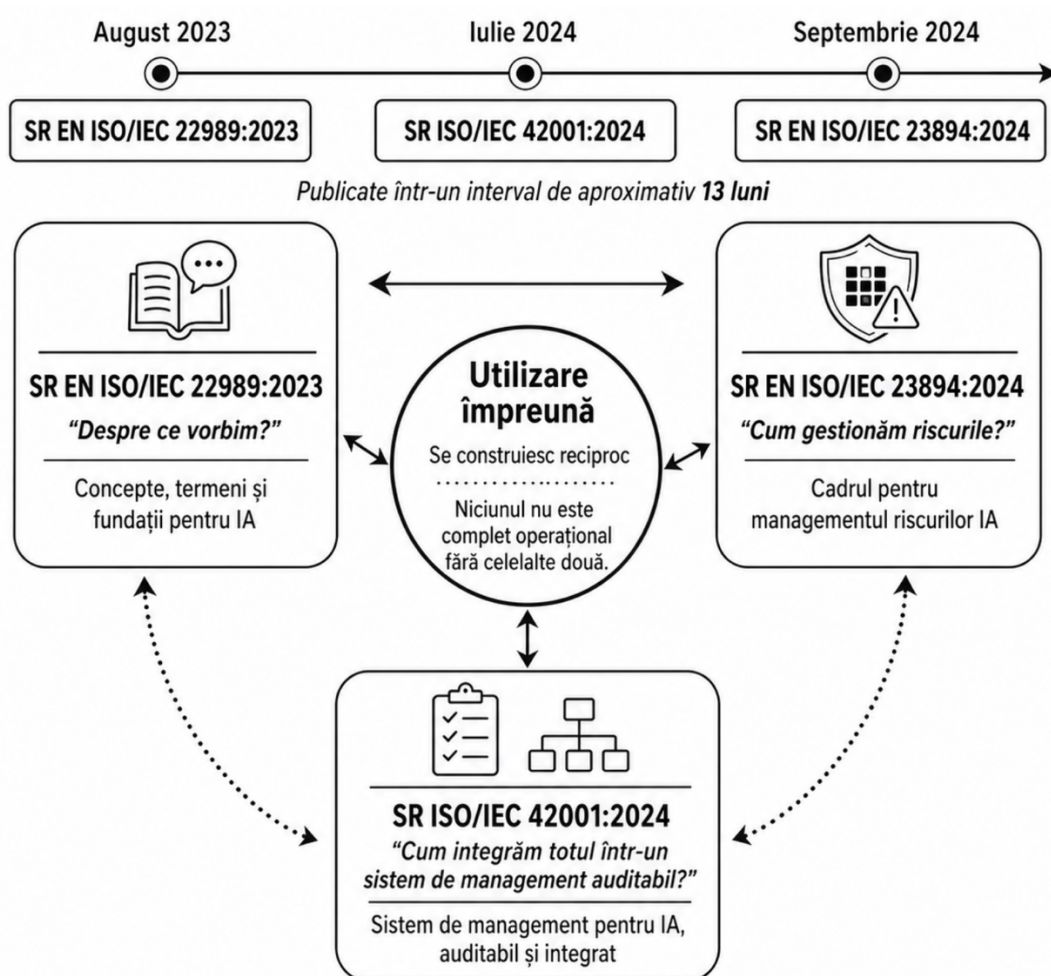 August 2023
Iulie 2024
Septembrie 2024
SR EN ISO/IEC 22989:2023
SR ISO/IEC 42001:2024
SR EN ISO/IEC 23894:2024
Publicate într-un interval de aproximativ 13 luni
SR EN ISO/IEC 22989:2023
“Despre ce vorbim?”
Concepte, termeni și
fundații pentru IA
Utilizare
împreună
Se construiesc reciproc
Niciunul nu este
complet operațional
fără celelalte două.
SR EN ISO/IEC 23894:2024
“Cum gestionăm riscurile?”
Cadrul pentru
managementul riscurilor IA
SR ISO/IEC 42001:2024
“Cum integrăm totul într-un
sistem de management auditabil?”
Sistem de management pentru IA,
auditabil și integrat